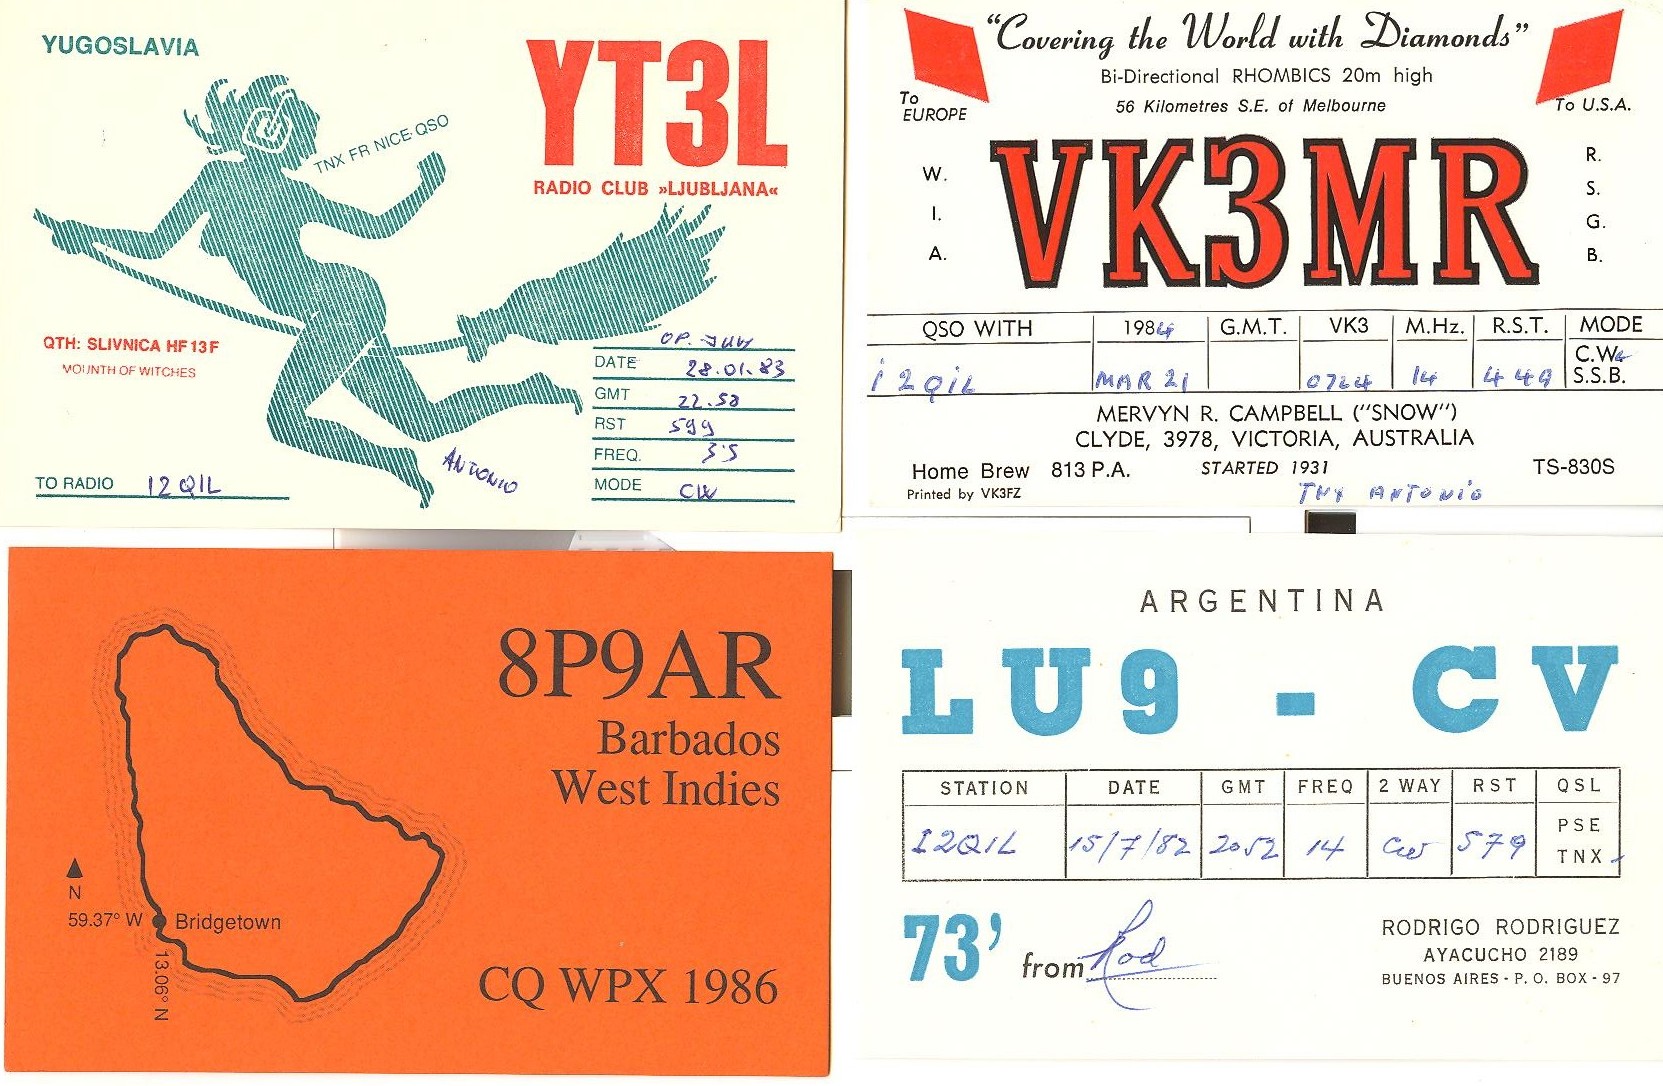 YUGOSLAVIA
YT3L
RADIO CLUB »LJUBLJANA«
TNX FR NICE QSO
QTH: SLIVNICA HF 13 F
MOUNTH OF WITCHES
OP.
DATE 28.01.83
GMT 22.50
RST 599
FREQ. 3'5
MODE CW
ANTONIO
TO RADIO I2QIL
"Covering the World with Diamonds"
Bi-Directional RHOMBICS 20m high
56 Kilometres S.E. of Melbourne
To EUROPE
To U.S.A.
W. I. A.
VK3MR
R. S. G. B.
QSO WITH 1984 G.M.T. VK3 M.Hz. R.S.T. MODE
i2QiL MAR 21 14 449 C.W. S.S.B.
MERVYN R. CAMPBELL ("SNOW")
CLYDE, 3978, VICTORIA, AUSTRALIA
Home Brew 813 P.A. STARTED 1931 TS-830S
Printed by VK3FZ
ANTONiO
8P9AR
Barbados
West Indies
N
59.37° W
Bridgetown
13.06° N
CQ WPX 1986
ARGENTINA
LU9 - CV
STATION DATE GMT FREQ 2 WAY RST QSL
I2QIL 15/7/82 2052 14 cw 579 PSE
TNX
73' from Rod
RODRIGO RODRIGUEZ
AYACUCHO 2189
BUENOS AIRES - P. O. BOX - 97